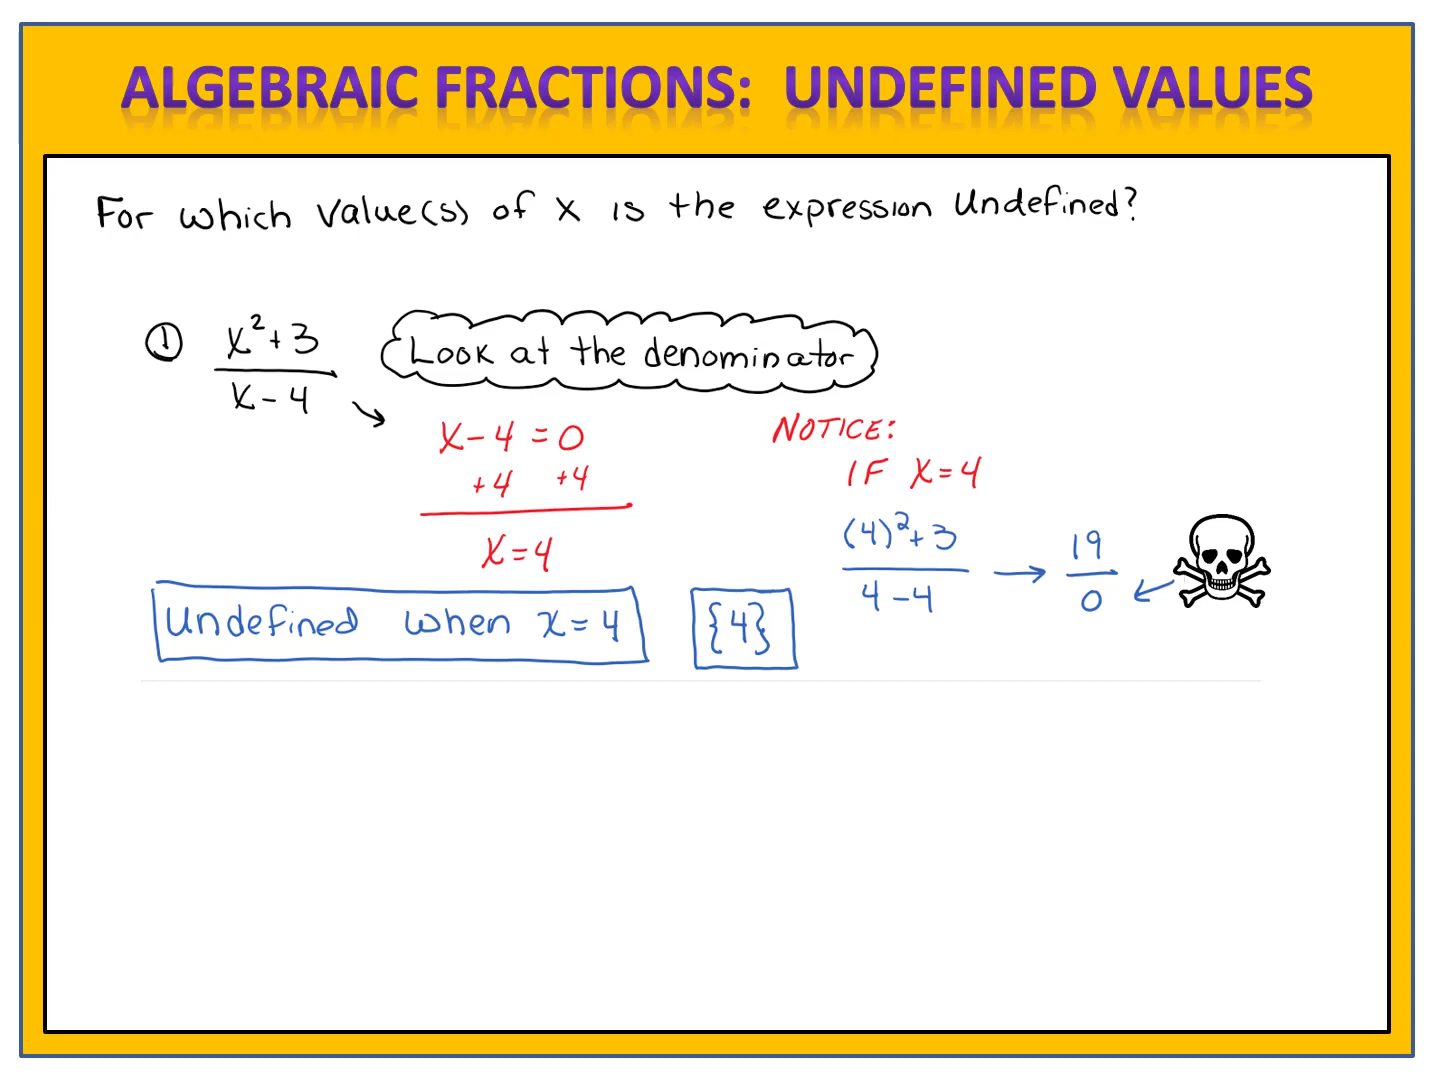 ALGEBRAIC FRACTIONS: UNDEFINED VALUES
For which value(s) of x is the expression undefined?
① x²+3
x-4
Look at the denominator
x-4=0
+4 +4
x=4
NOTICE:
IF x=4
(4)²+3
4-4
→ 19
0
Undefined when x=4
{4}